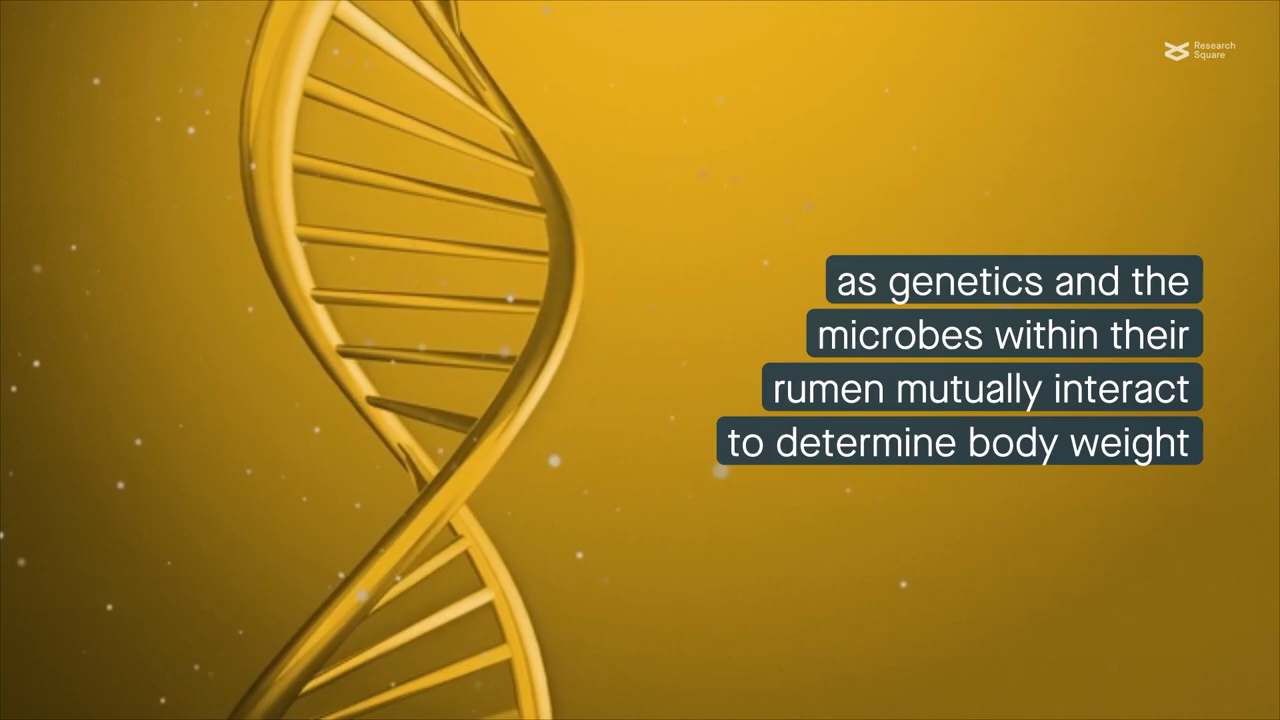 Research
Square
as genetics and the
microbes within their
rumen mutually interact
to determine body weight